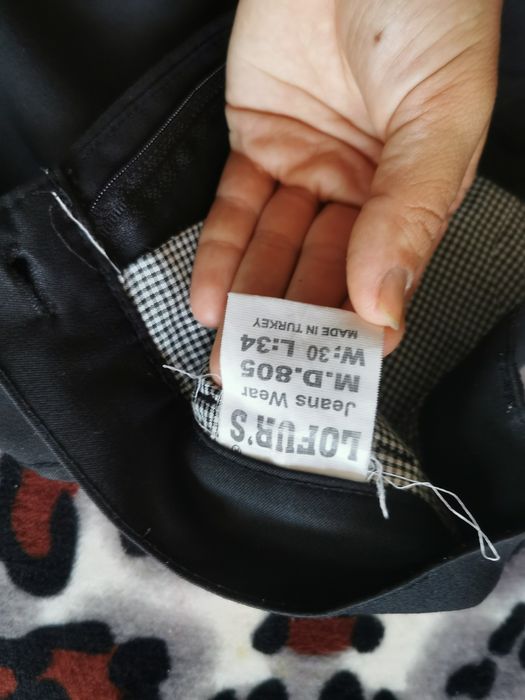 LOFUR'S®
Jeans Wear
M.D.805
W:30 L:34
MADE IN TURKEY